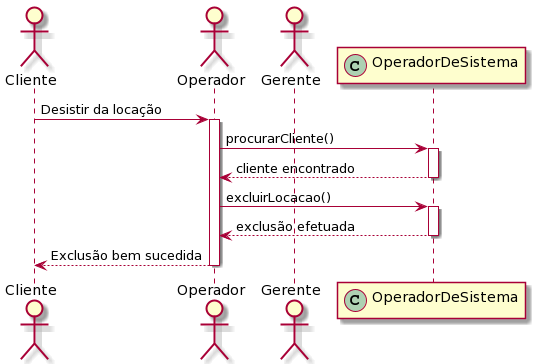 Cliente
Operador
Gerente
C OperadorDeSistema
Desistir da locação
procurarCliente()
cliente encontrado
excluirLocacao()
exclusão efetuada
Exclusão bem sucedida
Cliente
Operador
Gerente
C OperadorDeSistema